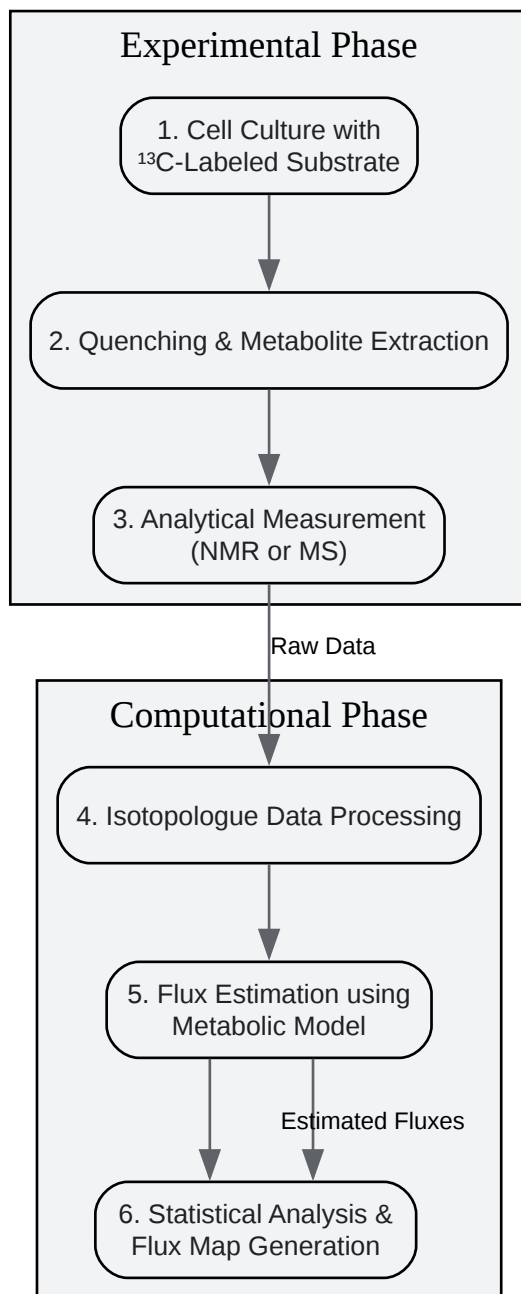 Experimental Phase
1. Cell Culture with
¹³C-Labeled Substrate
2. Quenching & Metabolite Extraction
3. Analytical Measurement
(NMR or MS)
Raw Data
Computational Phase
4. Isotopologue Data Processing
5. Flux Estimation using
Metabolic Model
Estimated Fluxes
6. Statistical Analysis &
Flux Map Generation